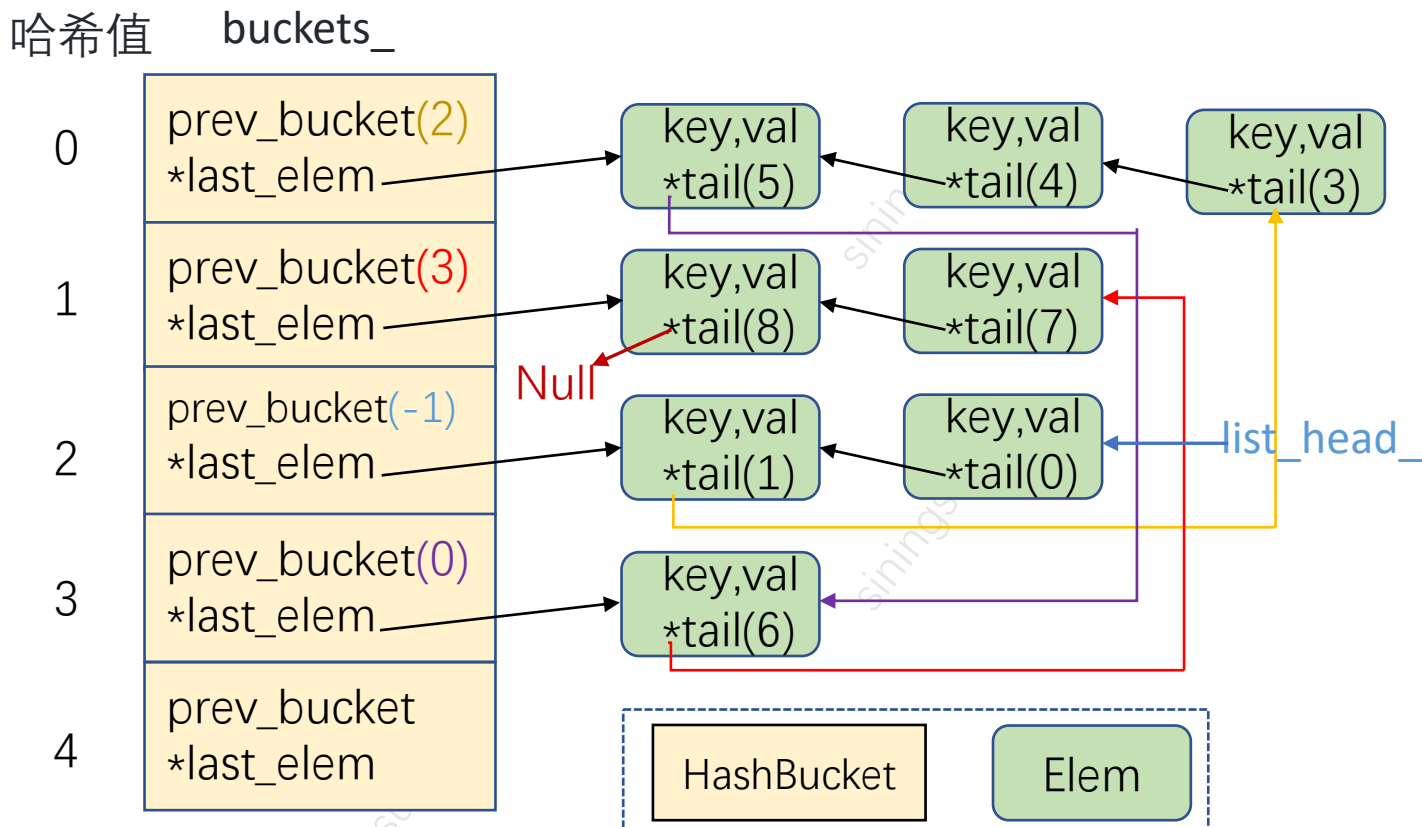 哈希值 buckets_
0
prev_bucket(2)
*last_elem
key,val
*tail(5)
key,val
*tail(4)
key,val
*tail(3)
1
prev_bucket(3)
*last_elem
key,val
*tail(8)
key,val
*tail(7)
Null
2
prev_bucket(-1)
*last_elem
key,val
*tail(1)
key,val
*tail(0)
list_head_
3
prev_bucket(0)
*last_elem
key,val
*tail(6)
4
prev_bucket
*last_elem
HashBucket
Elem